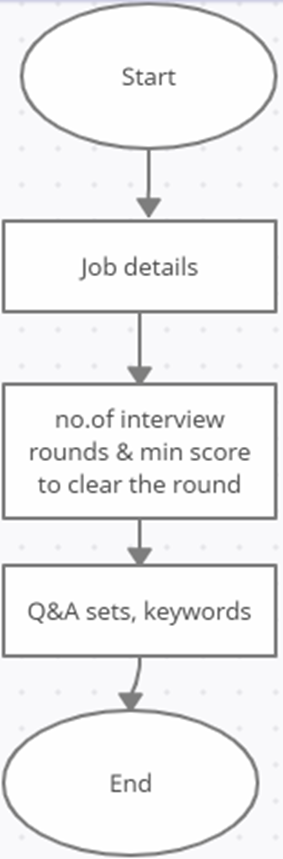 Start
Job details
no.of interview
rounds & min score
to clear the round
Q&A sets, keywords
End